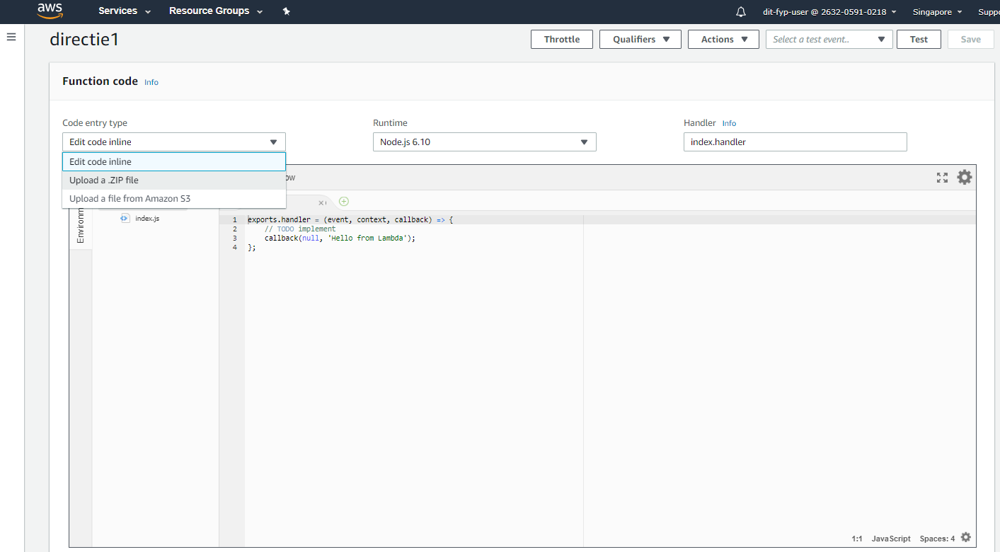 aws Services Resource Groups dit-fyp-user @ 2632-0591-0218 Singapore
directie1 Throttle Qualifiers Actions Select a test event.. Test Save
Function code Info
Code entry type Runtime Handler Info
Edit code inline Node.js 6.10 index.handler
Edit code inline
Upload a .ZIP file
Upload a file from Amazon S3
index.js
1 exports.handler = (event, context, callback) => {
2 // TODO implement
3 callback(null, 'Hello from Lambda');
4 };
1:1 JavaScript Spaces: 4